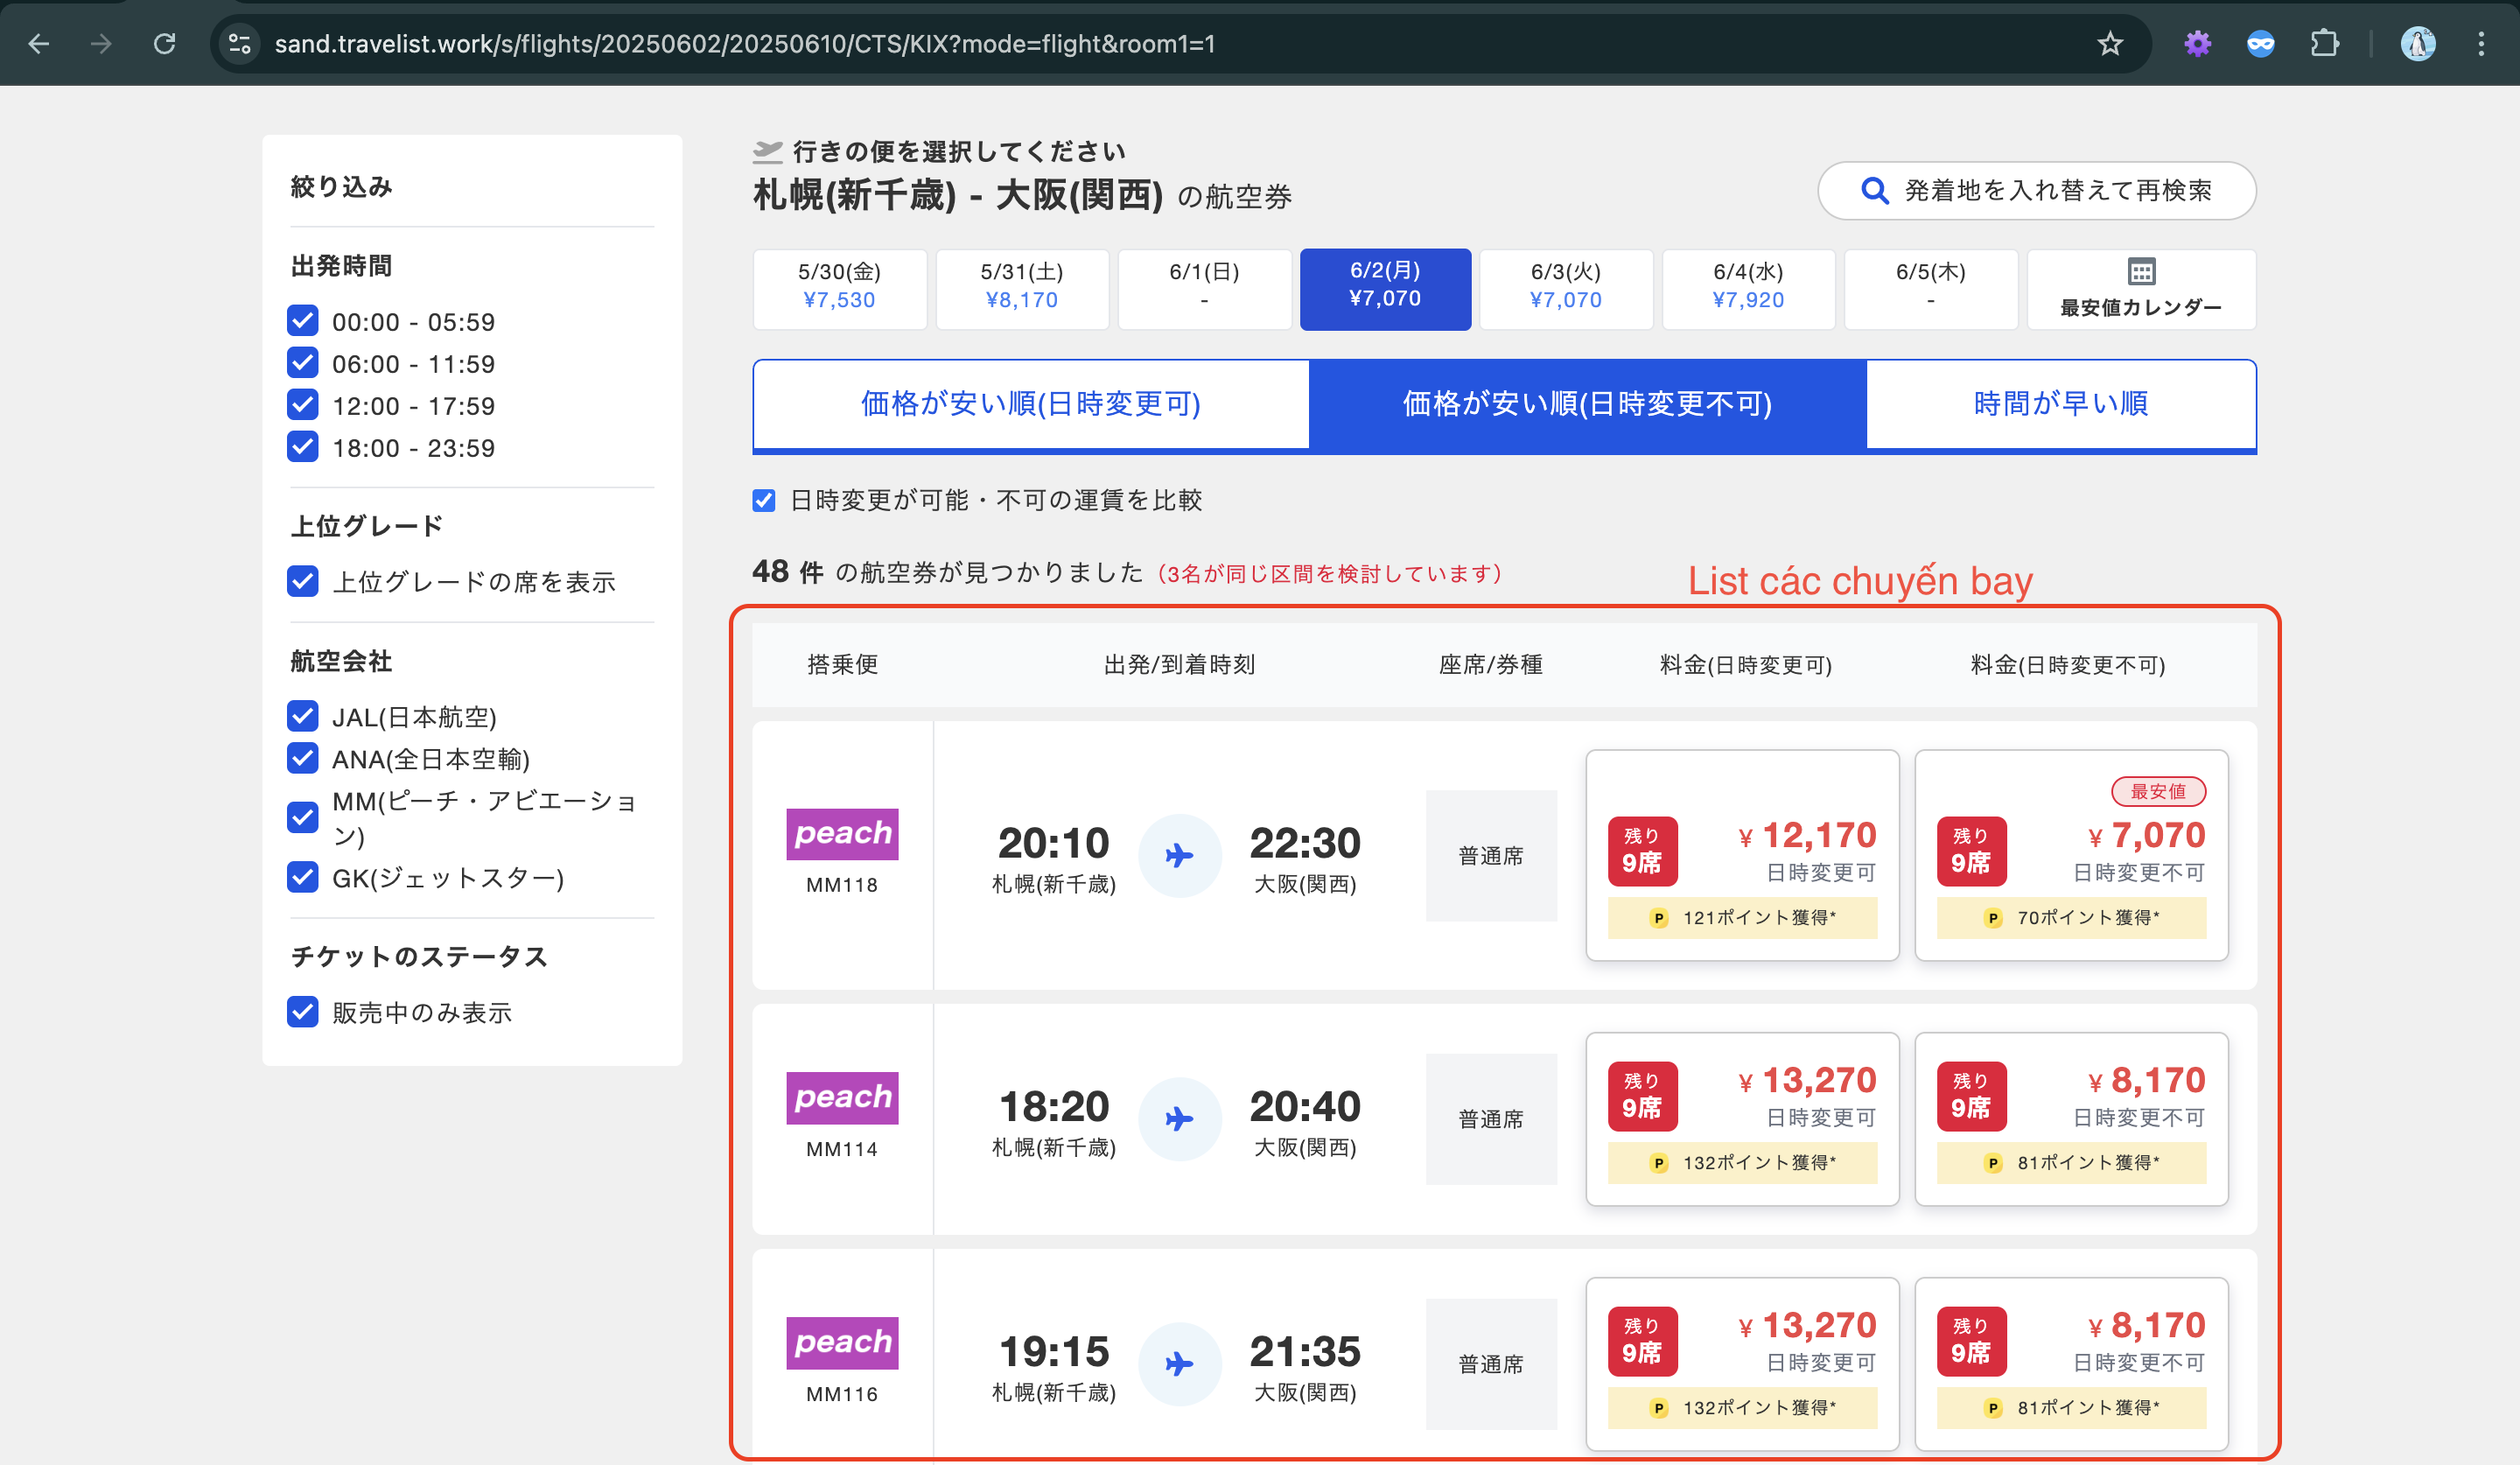 sand.travelist.work/s/flights/20250602/20250610/CTS/KIX?mode=flight&room1=1
絞り込み
出発時間
00:00 - 05:59
06:00 - 11:59
12:00 - 17:59
18:00 - 23:59
上位グレード
上位グレードの席を表示
航空会社
JAL(日本航空)
ANA(全日本空輸)
MM(ピーチ・アビエーショ
ン)
GK(ジェットスター)
チケットのステータス
販売中のみ表示
行きの便を選択してください
札幌(新千歳) - 大阪(関西) の航空券
発着地を入れ替えて再検索
5/30(金)
¥7,530
5/31(土)
¥8,170
6/1(日)
-
6/2(月)
¥7,070
6/3(火)
¥7,070
6/4(水)
¥7,920
6/5(木)
-
最安値カレンダー
価格が安い順(日時変更可)
価格が安い順(日時変更不可)
時間が早い順
日時変更が可能・不可の運賃を比較
48 件 の航空券が見つかりました（3名が同じ区間を検討しています）
List các chuyến bay
搭乗便
出発/到着時刻
座席/券種
料金(日時変更可)
料金(日時変更不可)
peach
MM118
20:10
札幌(新千歳)
22:30
大阪(関西)
普通席
残り
9席
¥ 12,170
日時変更可
P 121ポイント獲得*
最安値
残り
9席
¥ 7,070
日時変更不可
P 70ポイント獲得*
peach
MM114
18:20
札幌(新千歳)
20:40
大阪(関西)
普通席
残り
9席
¥ 13,270
日時変更可
P 132ポイント獲得*
残り
9席
¥ 8,170
日時変更不可
P 81ポイント獲得*
peach
MM116
19:15
札幌(新千歳)
21:35
大阪(関西)
普通席
残り
9席
¥ 13,270
日時変更可
P 132ポイント獲得*
残り
9席
¥ 8,170
日時変更不可
P 81ポイント獲得*